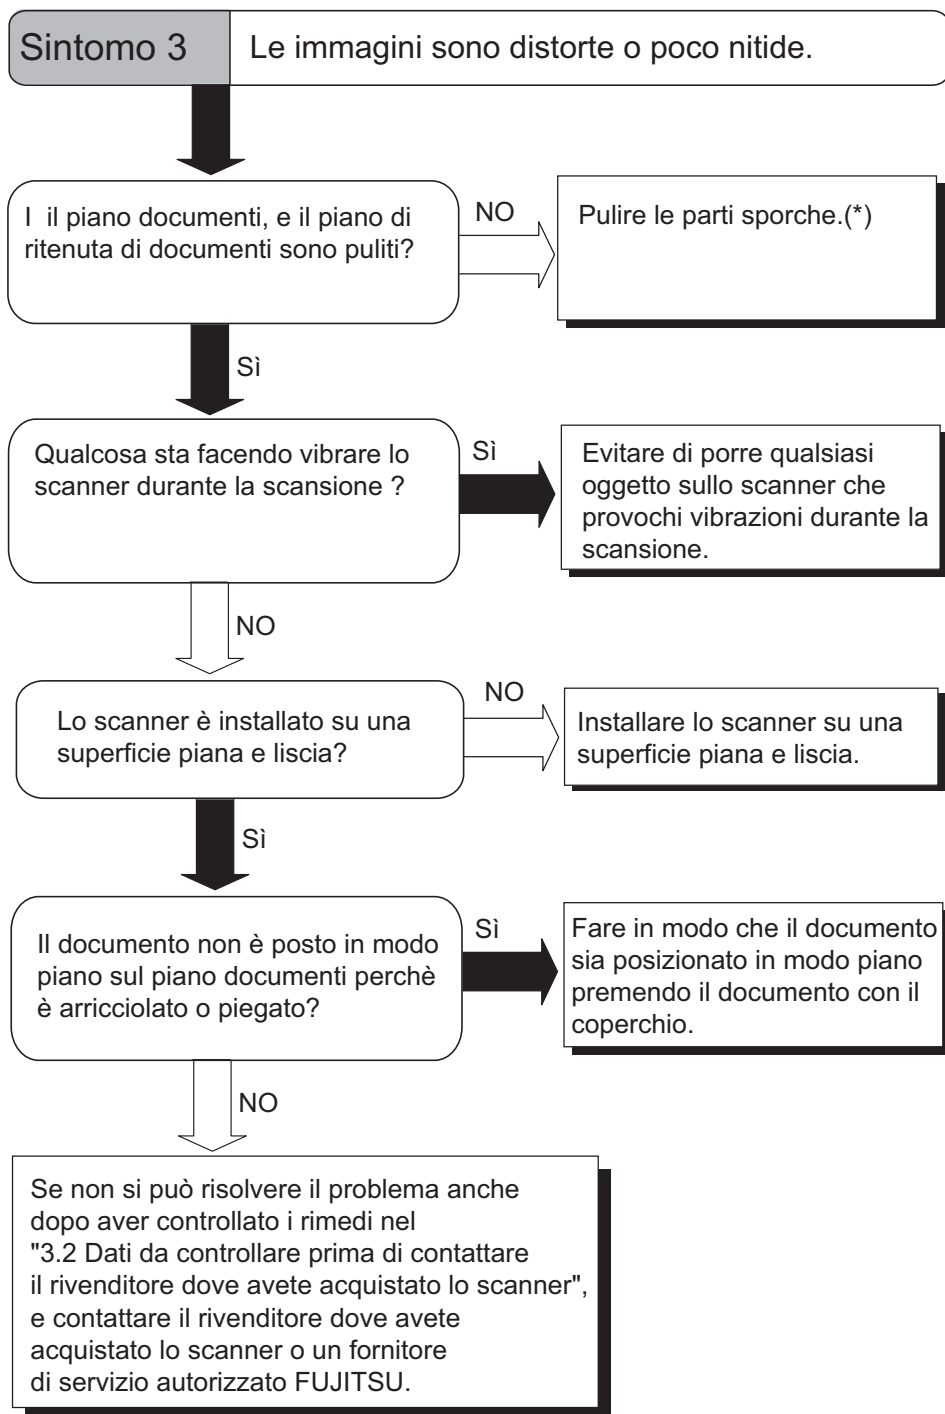 Sintomo 3
Le immagini sono distorte o poco nitide.
I  il piano documenti, e il piano di
ritenuta di documenti sono puliti?
NO
Pulire le parti sporche.(*)
Sì
Qualcosa sta facendo vibrare lo
scanner durante la scansione ?
Sì
Evitare di porre qualsiasi
oggetto sullo scanner che
provochi vibrazioni durante la
scansione.
NO
Lo scanner è installato su una
superficie piana e liscia?
NO
Installare lo scanner su una
superficie piana e liscia.
Sì
Il documento non è posto in modo
piano sul piano documenti perchè
è arricciolato o piegato?
Sì
Fare in modo che il documento
sia posizionato in modo piano
premendo il documento con il
coperchio.
NO
Se non si può risolvere il problema anche
dopo aver controllato i rimedi nel
"3.2 Dati da controllare prima di contattare
il rivenditore dove avete acquistato lo scanner",
e contattare il rivenditore dove avete
acquistato lo scanner o un fornitore
di servizio autorizzato FUJITSU.